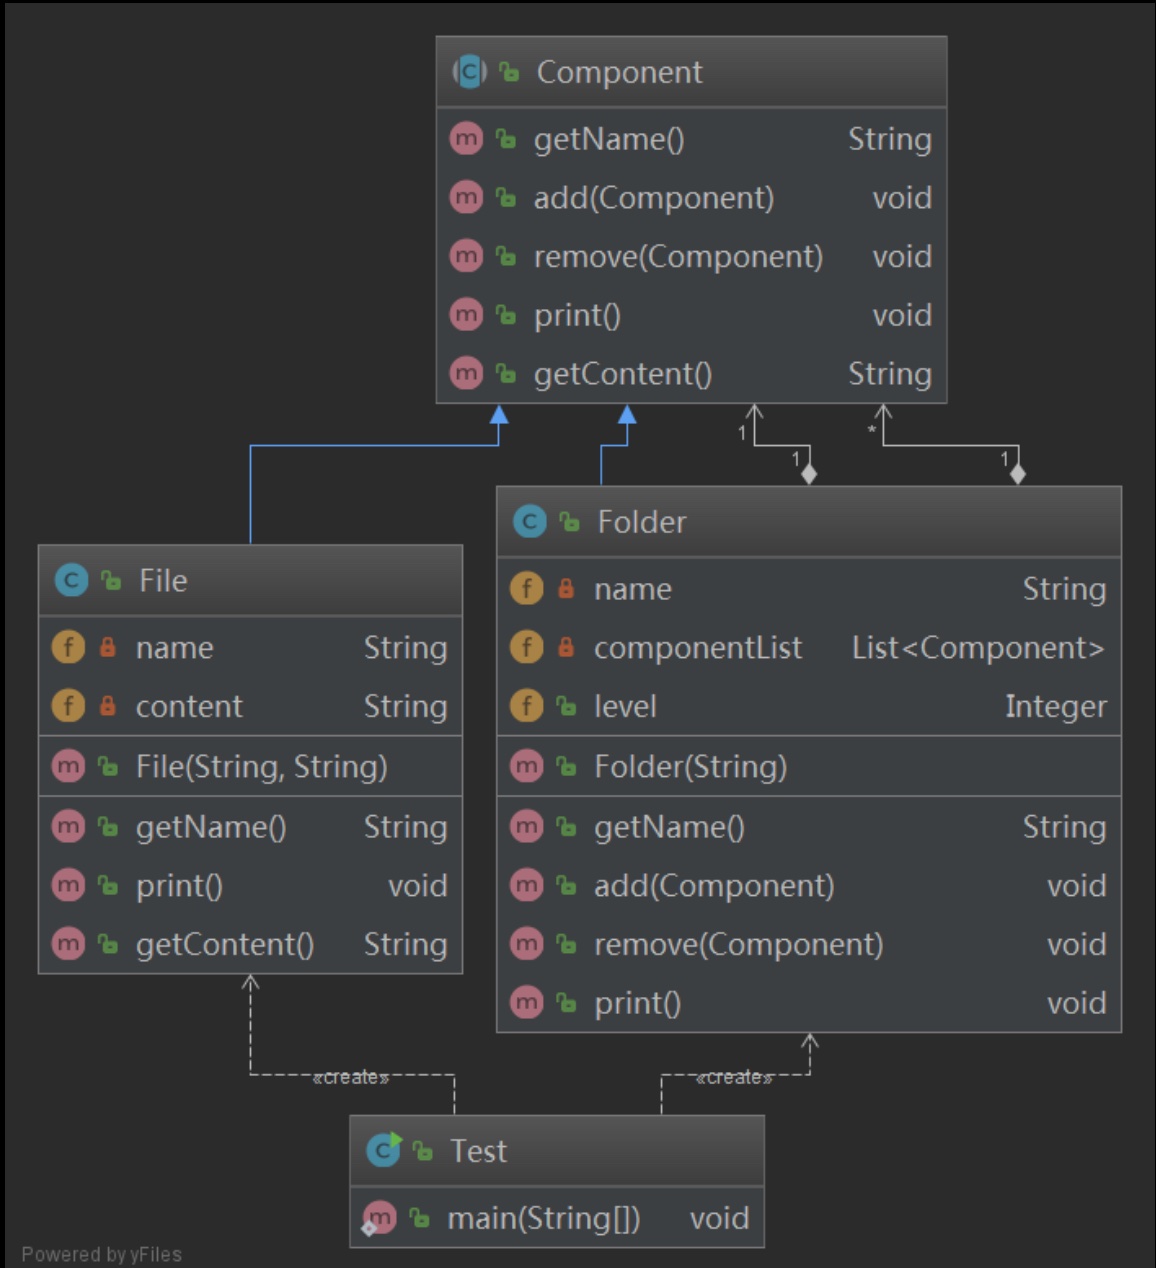 Component
getName() String
add(Component) void
remove(Component) void
print() void
getContent() String
1 *
1 1
Folder
name String
componentList List<Component>
level Integer
Folder(String)
getName() String
add(Component) void
remove(Component) void
print() void
File
name String
content String
File(String, String)
getName() String
print() void
getContent() String
«create» «create»
Test
main(String[]) void
Powered by yFiles